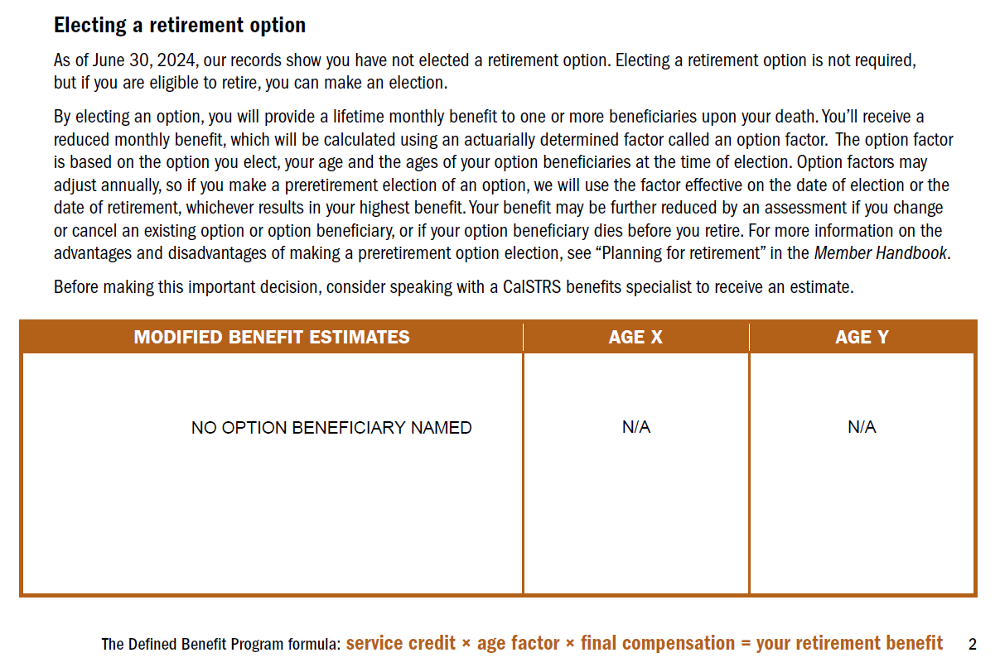 Electing a retirement option
As of June 30, 2024, our records show you have not elected a retirement option. Electing a retirement option is not required,
but if you are eligible to retire, you can make an election.
By electing an option, you will provide a lifetime monthly benefit to one or more beneficiaries upon your death. You’ll receive a
reduced monthly benefit, which will be calculated using an actuarially determined factor called an option factor. The option factor
is based on the option you elect, your age and the ages of your option beneficiaries at the time of election. Option factors may
adjust annually, so if you make a preretirement election of an option, we will use the factor effective on the date of election or the
date of retirement, whichever results in your highest benefit. Your benefit may be further reduced by an assessment if you change
or cancel an existing option or option beneficiary, or if your option beneficiary dies before you retire. For more information on the
advantages and disadvantages of making a preretirement option election, see “Planning for retirement” in the Member Handbook.
Before making this important decision, consider speaking with a CalSTRS benefits specialist to receive an estimate.
MODIFIED BENEFIT ESTIMATES AGE X AGE Y
NO OPTION BENEFICIARY NAMED N/A N/A
The Defined Benefit Program formula: service credit × age factor × final compensation = your retirement benefit 2